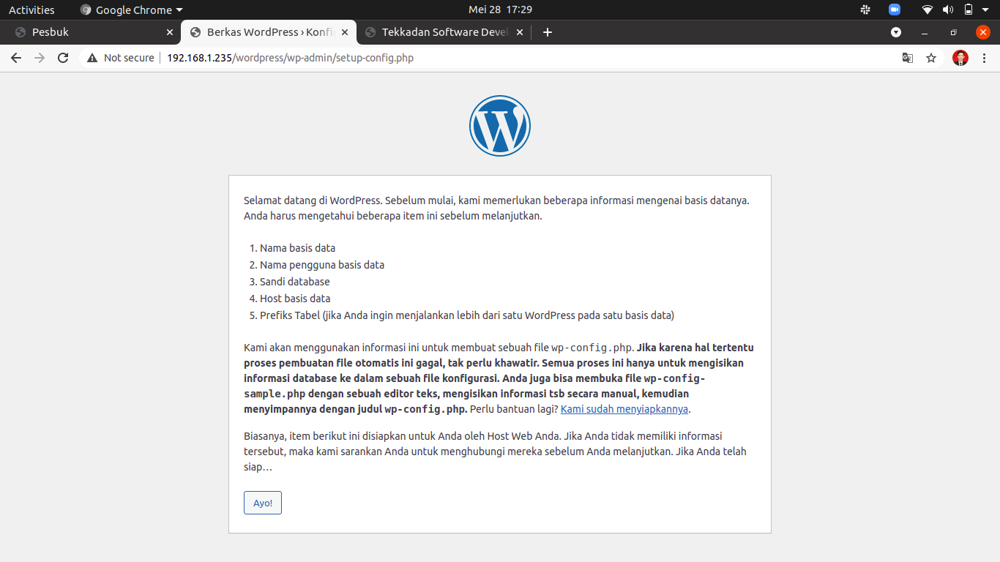 Activities
Google Chrome
Mei 28 17:29
Pesbuk
Berkas WordPress › Konfi
Tekkadan Software Devel
Not secure
192.168.1.235/wordpress/wp-admin/setup-config.php
W
Selamat datang di WordPress. Sebelum mulai, kami memerlukan beberapa informasi mengenai basis datanya.
Anda harus mengetahui beberapa item ini sebelum melanjutkan.
1. Nama basis data
2. Nama pengguna basis data
3. Sandi database
4. Host basis data
5. Prefiks Tabel (jika Anda ingin menjalankan lebih dari satu WordPress pada satu basis data)
Kami akan menggunakan informasi ini untuk membuat sebuah file wp-config.php. Jika karena hal tertentu
proses pembuatan file otomatis ini gagal, tak perlu khawatir. Semua proses ini hanya untuk mengisikan
informasi database ke dalam sebuah file konfigurasi. Anda juga bisa membuka file wp-config-
sample.php dengan sebuah editor teks, mengisikan informasi tsb secara manual, kemudian
menyimpannya dengan judul wp-config.php. Perlu bantuan lagi? Kami sudah menyiapkannya.
Biasanya, item berikut ini disiapkan untuk Anda oleh Host Web Anda. Jika Anda tidak memiliki informasi
tersebut, maka kami sarankan Anda untuk menghubungi mereka sebelum Anda melanjutkan. Jika Anda telah
siap…
Ayo!